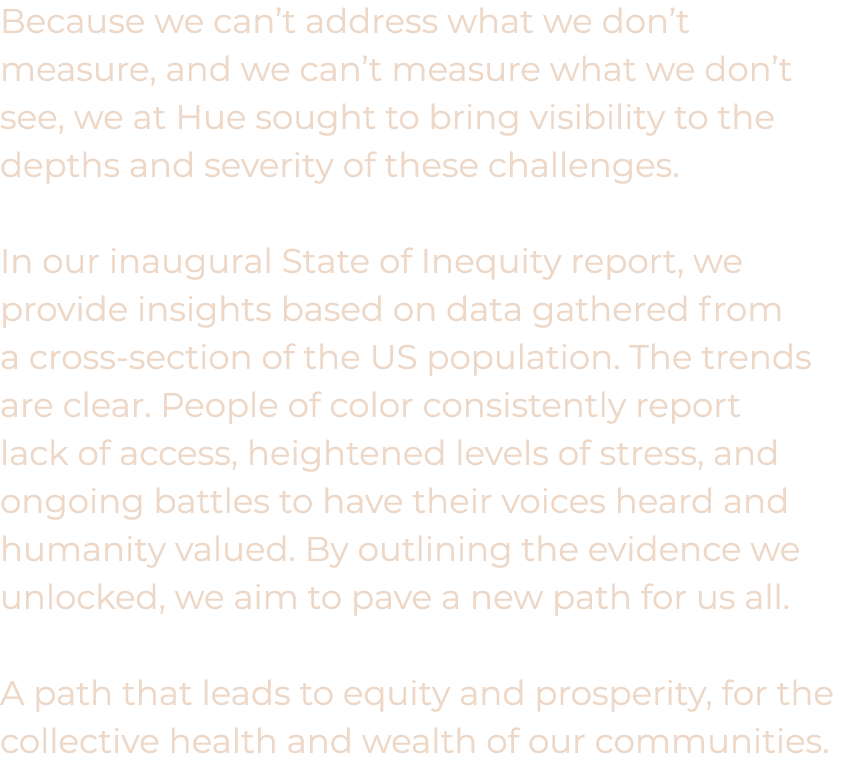 Because we can’t address what we don’t
measure, and we can’t measure what we don’t
see, we at Hue sought to bring visibility to the
depths and severity of these challenges.
In our inaugural State of Inequity report, we
provide insights based on data gathered from
a cross-section of the US population. The trends
are clear. People of color consistently report
lack of access, heightened levels of stress, and
ongoing battles to have their voices heard and
humanity valued. By outlining the evidence we
unlocked, we aim to pave a new path for us all.
A path that leads to equity and prosperity, for the
collective health and wealth of our communities.